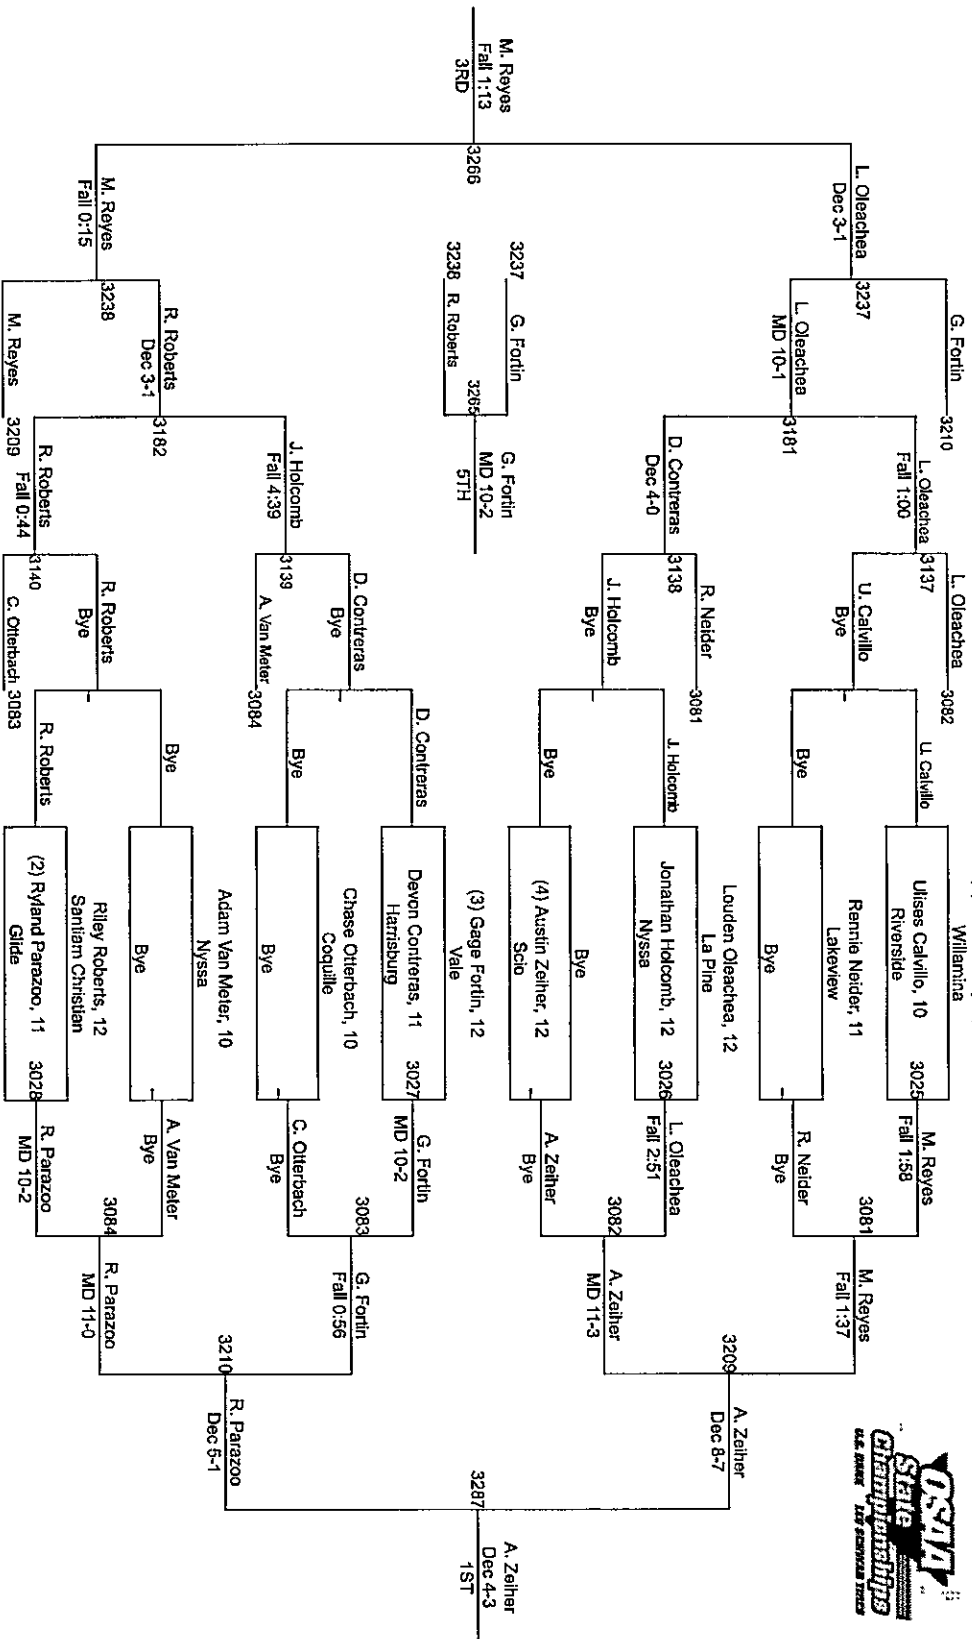 OSAA
State
Championships
U.S. BANK LES SCHWAB TIRES
Willamina
Ulises Calvillo, 10
Riverside
3025
Rennie Neider, 11
Lakeview
Bye
Louden Oleachea, 12
La Pine
Jonathan Holcomb, 12
Nyssa
3026
Bye
(4) Austin Zeiher, 12
Scio
(3) Gage Fortin, 12
Vale
Devon Contreras, 11
Harrisburg
3027
Chase Otterbach, 10
Coquille
Bye
Adam Van Meter, 10
Nyssa
Bye
Riley Roberts, 12
Santiam Christian
(2) Ryland Parazoo, 11
Glide
3028
M. Reyes
Fall 1:58
R. Neider
Bye
L. Oleachea
Fall 2:51
A. Zeiher
Bye
G. Fortin
MD 10-2
C. Otterbach
Bye
A. Van Meter
Bye
R. Parazoo
MD 10-2
3081
M. Reyes
Fall 1:37
3082
A. Zeiher
MD 11-3
3083
G. Fortin
Fall 0:56
3084
R. Parazoo
MD 11-0
3209
A. Zeiher
Dec 8-7
3210
R. Parazoo
Dec 5-1
3287
A. Zeiher
Dec 4-3
1ST
U. Calvillo
Bye
J. Holcomb
Bye
D. Contreras
Bye
Bye
R. Roberts
L. Oleachea
3082
U. Calvillo
Bye
R. Neider
3081
J. Holcomb
Bye
D. Contreras
Bye
A. Van Meter
3084
R. Roberts
Bye
C. Otterbach
3083
3137
L. Oleachea
Fall 1:00
3138
D. Contreras
Dec 4-0
3139
J. Holcomb
Fall 4:39
3140
R. Roberts
Fall 0:44
G. Fortin
3210
3181
L. Oleachea
MD 10-1
3182
R. Roberts
Dec 3-1
M. Reyes
3209
3237
L. Oleachea
Dec 3-1
3238
M. Reyes
Fall 0:15
3266
M. Reyes
Fall 1:13
3RD
3237
G. Fortin
3238
R. Roberts
3265
G. Fortin
MD 10-2
5TH